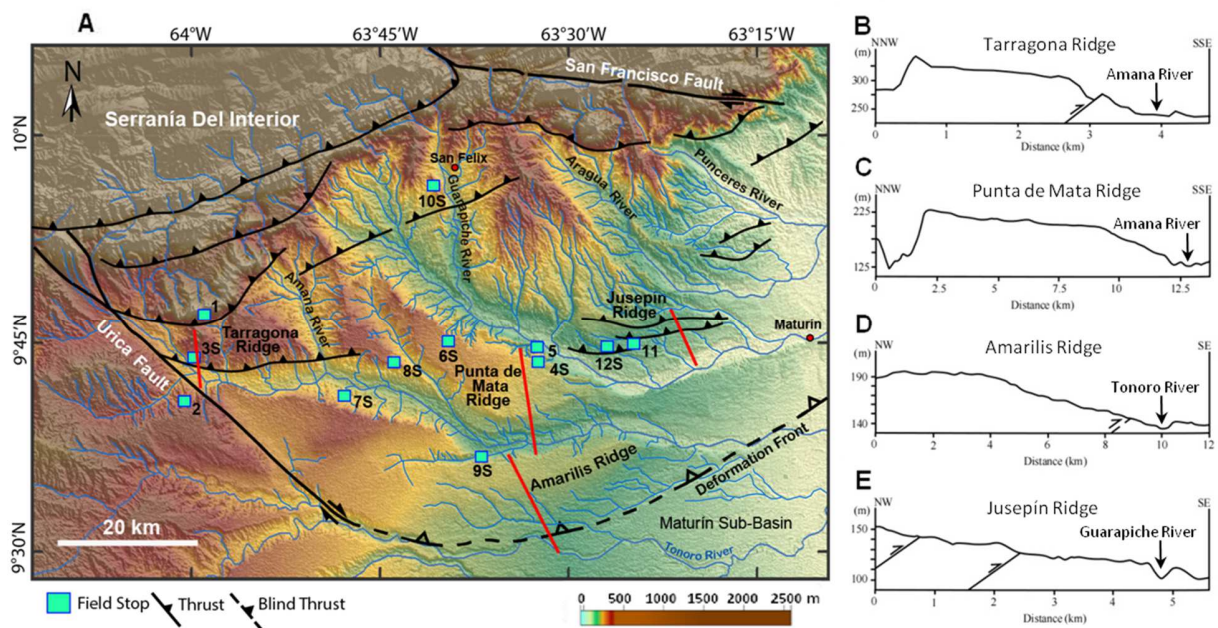 A
64°W
63°45'W
63°30'W
63°15'W
N
10°N
9°45'N
9°30'N
San Francisco Fault
Serranía Del Interior
San Felix
10S
Guarapiche River
Aragua River
Punceres River
Amana River
Jusepin Ridge
Maturin
1
Urica Fault
Tarragona Ridge
3S
2
8S
7S
6S
5
4S
12S
11
Punta de Mata Ridge
9S
Amarilis Ridge
Deformation Front
Maturín Sub-Basin
Tonoro River
20 km
Field Stop
Thrust
Blind Thrust
0 500 1000 1500 2000 2500 m
B
NNW
Tarragona Ridge
SSE
(m)
300
250
Amana River
0 1 2 3 4
Distance (km)
C
NNW
Punta de Mata Ridge
SSE
225
(m)
125
Amana River
0 2.5 5 7.5 10 12.5
Distance (km)
D
NW
Amarilis Ridge
SE
(m)
190
140
Tonoro River
0 2 4 6 8 10 12
Distance (km)
E
NW
Jusepín Ridge
SE
(m)
150
100
Guarapiche River
0 1 2 3 4 5
Distance (km)